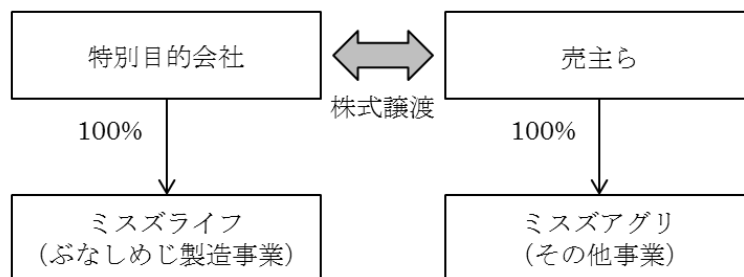 特別目的会社
売主ら
株式譲渡
100%
100%
ミスズライフ
（ぶなしめじ製造事業）
ミスズアグリ
（その他事業）